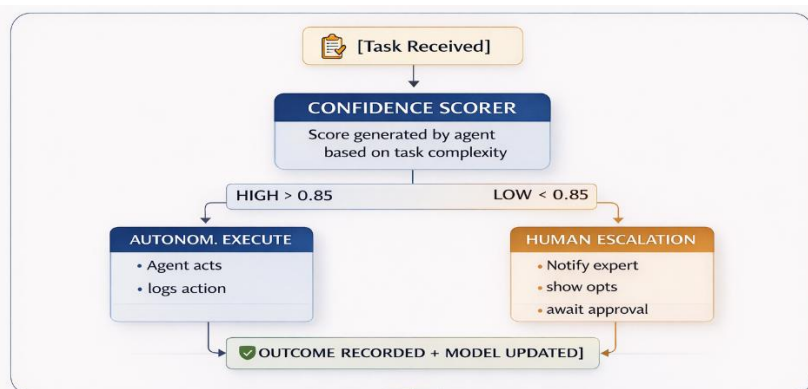 [Task Received]
CONFIDENCE SCORER
Score generated by agent
based on task complexity
HIGH > 0.85
LOW < 0.85
AUTONOM. EXECUTE
• Agent acts
• logs action
HUMAN ESCALATION
• Notify expert
• show opts
• await approval
OUTCOME RECORDED + MODEL UPDATED]